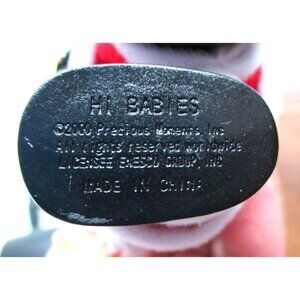 HI BABIES
©2000 Precious Moments, Inc.
All rights reserved worldwide
LICENSEE ENESCO GROUP, INC.
MADE IN CHINA